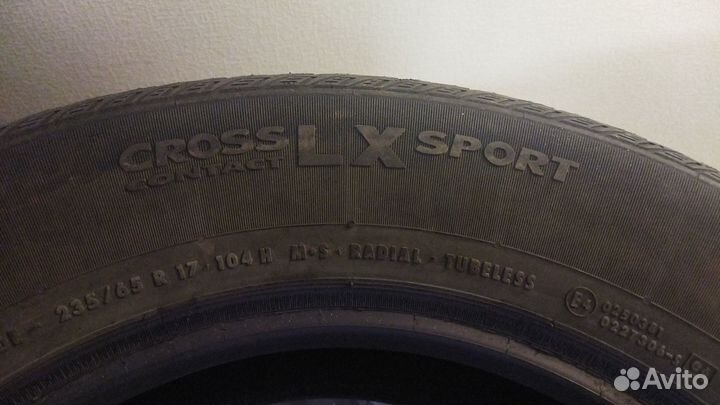 CROSS
CONTACT
LX SPORT
235/65 R 17 · 104 H M+S · RADIAL · TUBELESS
Avito